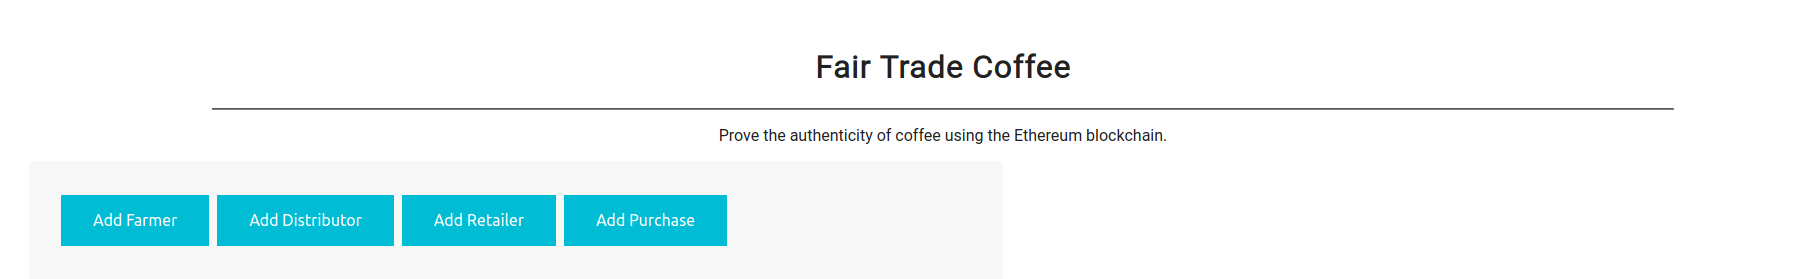 Fair Trade Coffee
Prove the authenticity of coffee using the Ethereum blockchain.
Add Farmer Add Distributor Add Retailer Add Purchase